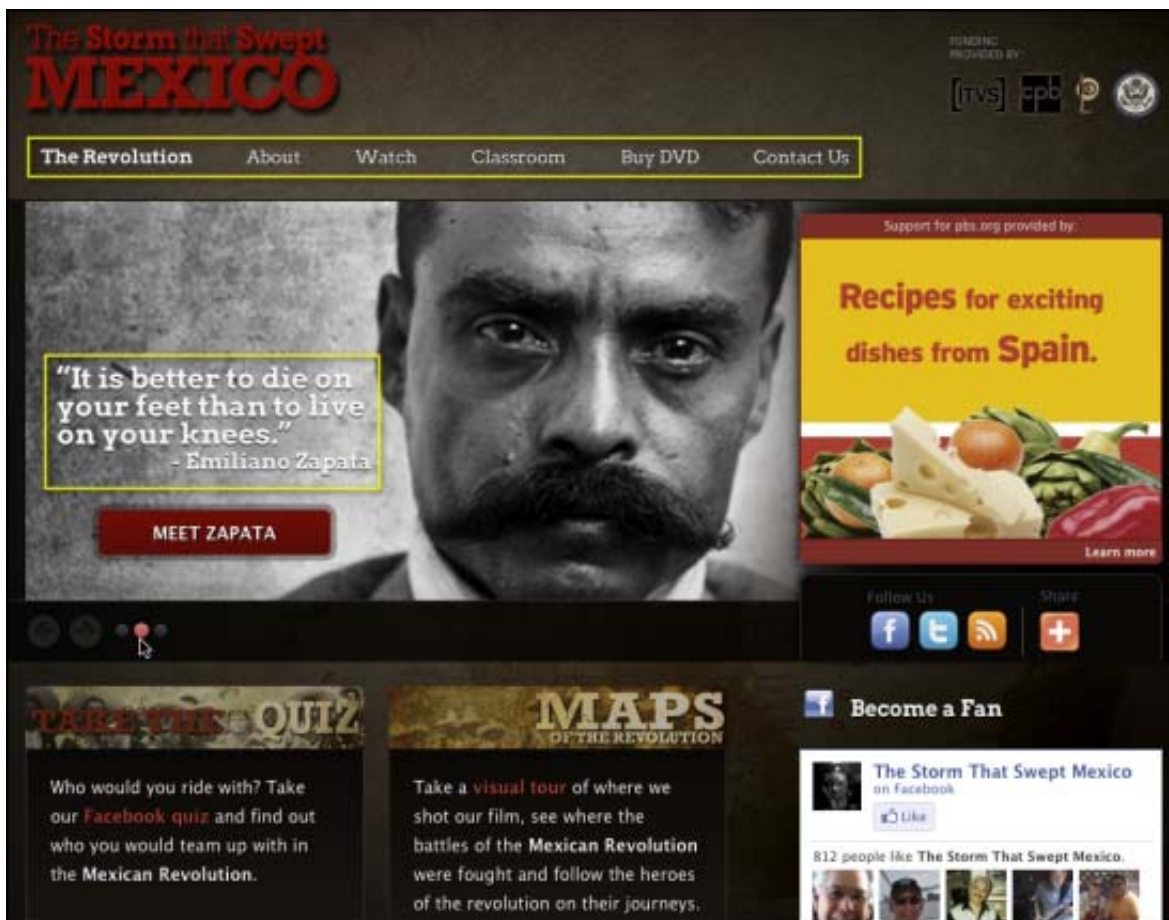 The Storm that Swept
MEXICO
FUNDING
PROVIDED BY:
[ITVS] cpb
The Revolution About Watch Classroom Buy DVD Contact Us
“It is better to die on
your feet than to live
on your knees.”
- Emiliano Zapata
MEET ZAPATA
Support for pbs.org provided by:
Recipes for exciting
dishes from Spain.
Learn more
Follow Us Share
TAKE THE QUIZ
Who would you ride with? Take
our Facebook quiz and find out
who you would team up with in
the Mexican Revolution.
MAPS
OF THE REVOLUTION
Take a visual tour of where we
shot our film, see where the
battles of the Mexican Revolution
were fought and follow the heroes
of the revolution on their journeys.
Become a Fan
The Storm That Swept Mexico
on Facebook
Like
812 people like The Storm That Swept Mexico.